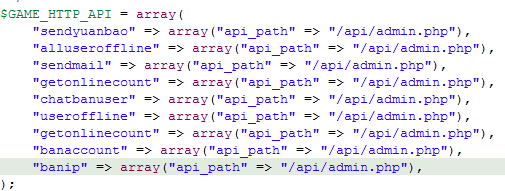 $GAME_HTTP_API = array(
"sendyuanbao" => array("api_path" => "/api/admin.php"),
"alluseroffline" => array("api_path" => "/api/admin.php"),
"sendmail" => array("api_path" => "/api/admin.php"),
"getonlinecount" => array("api_path" => "/api/admin.php"),
"chatbanuser" => array("api_path" => "/api/admin.php"),
"useroffline" => array("api_path" => "/api/admin.php"),
"getonlinecount" => array("api_path" => "/api/admin.php"),
"banaccount" => array("api_path" => "/api/admin.php"),
"banip" => array("api_path" => "/api/admin.php"),
);